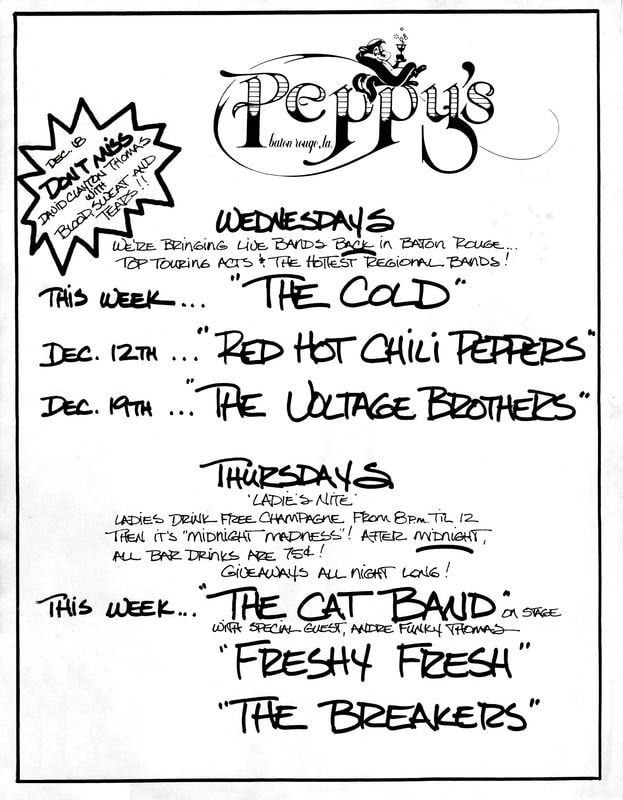 Peppy's
baton rouge, la.
DEC. 18
DON'T MISS
DAVID CLAYTON THOMAS
WITH
BLOOD, SWEAT AND
TEARS!!
WEDNESDAYS
WE'RE BRINGING LIVE BANDS BACK IN BATON ROUGE...
TOP TOURING ACTS & THE HOTTEST REGIONAL BANDS!
THIS WEEK... "THE COLD"
DEC. 12TH ... "RED HOT CHILI PEPPERS"
DEC. 19TH ... "THE VOLTAGE BROTHERS"
THURSDAYS
'LADIE'S NITE'
LADIES DRINK FREE CHAMPAGNE FROM 8PM TIL 12
THEN IT'S "MIDNIGHT MADNESS"! AFTER MIDNIGHT,
ALL BAR DRINKS ARE 75¢!
GIVEAWAYS ALL NIGHT LONG!
THIS WEEK... "THE CAT BAND" ON STAGE
WITH SPECIAL GUEST, ANDRE FUNKY THOMAS
"FRESHY FRESH"
"THE BREAKERS"